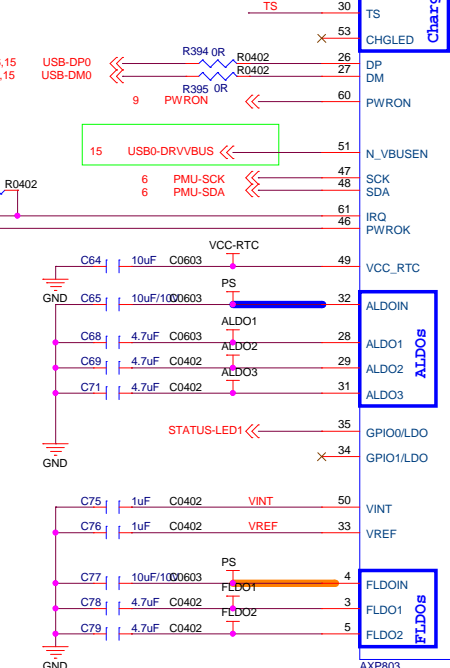 TS 30 TS
Charg
53 CHGLED
R394 0R
,15 USB-DP0 R0402 26 DP
,15 USB-DM0 R0402 27 DM
R395 0R
9 PWRON 60 PWRON
15 USB0-DRVVBUS 51 N_VBUSEN
6 PMU-SCK 47 SCK
6 PMU-SDA 48 SDA
R0402
61 IRQ
46 PWROK
VCC-RTC
C64 10uF C0603 49 VCC_RTC
PS
GND
C65 10uF/10V C0603 32 ALDOIN
ALDO1
C68 4.7uF C0603 28 ALDO1
ALDO2
C69 4.7uF C0402 29 ALDO2
ALDO3
C71 4.7uF C0402 31 ALDO3
ALDOs
STATUS-LED1 35 GPIO0/LDO
34 GPIO1/LDO
GND
C75 1uF C0402 VINT 50 VINT
C76 1uF C0402 VREF 33 VREF
PS
C77 10uF/10V C0603 4 FLDOIN
FLDO1
C78 4.7uF C0402 3 FLDO1
FLDO2
C79 4.7uF C0402 5 FLDO2
FLDOs
GND
AXP803